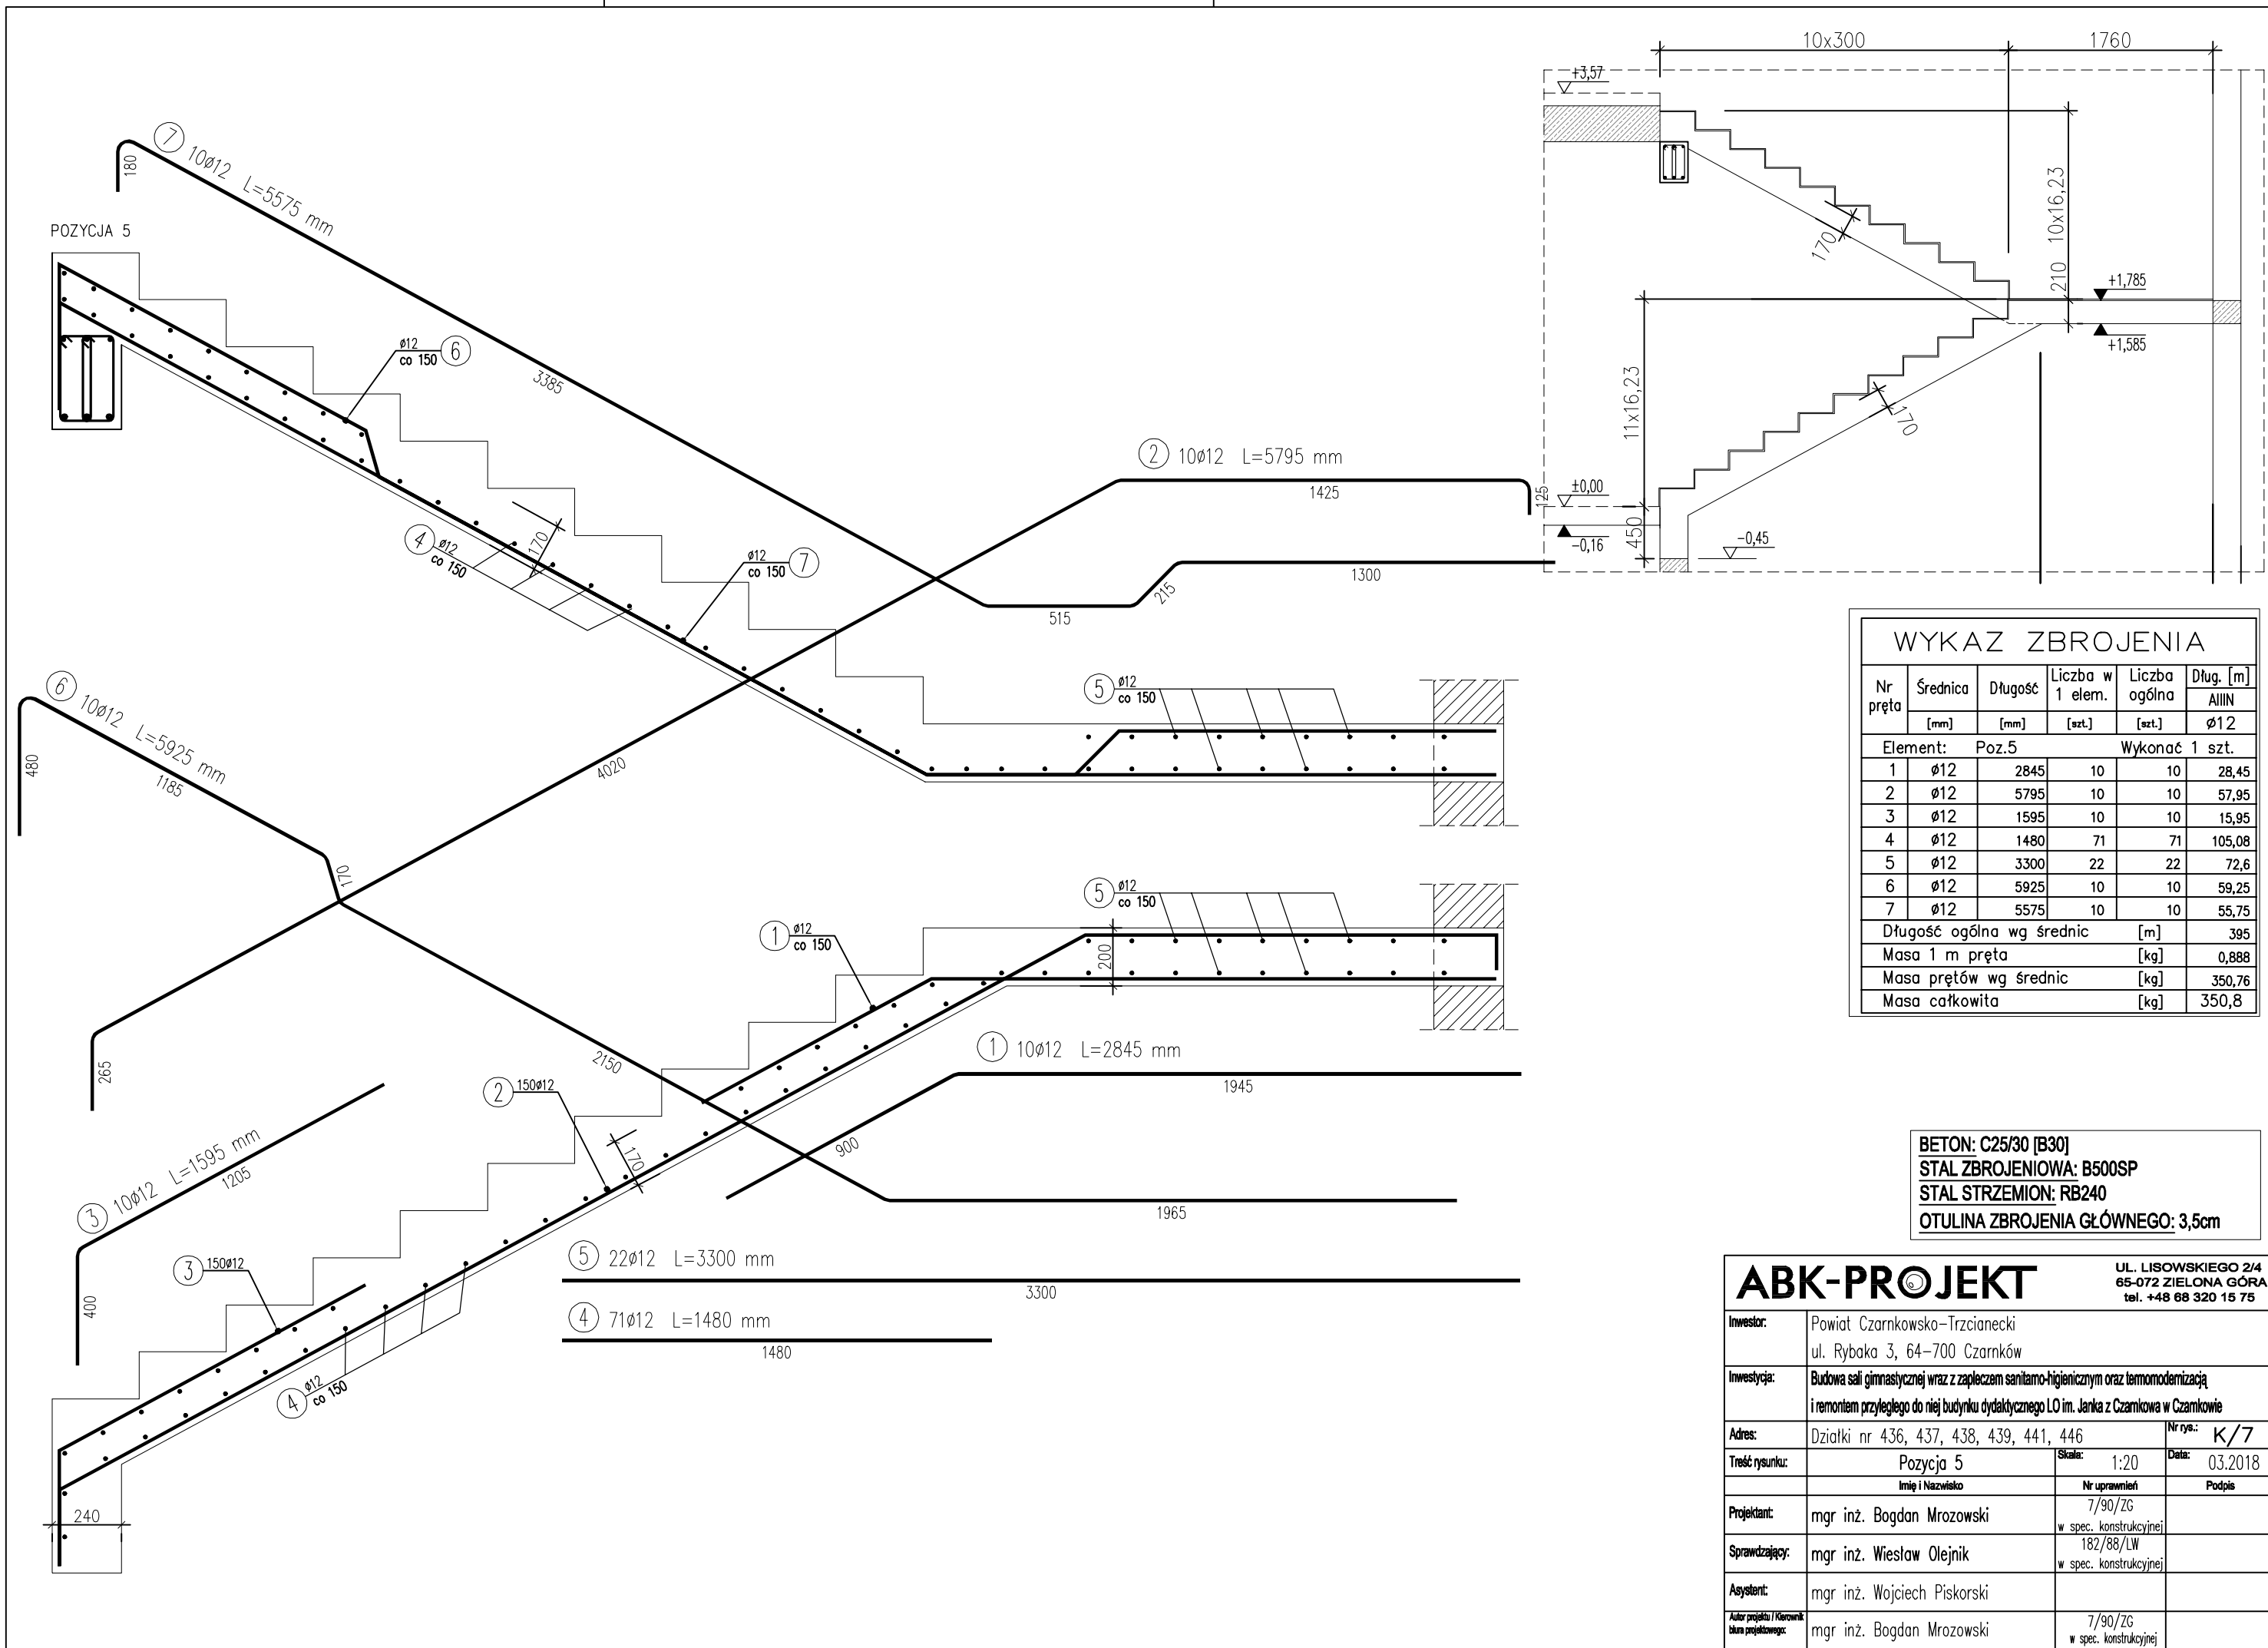 POZYCJA 5
7 10ø12 L=5575 mm
180
3385
515
215
1300
ø12
co 150 6
4 ø12
co 150
170
ø12
co 150 7
2 10ø12 L=5795 mm
1425
125
4020
265
5 ø12
co 150
6 10ø12 L=5925 mm
480
1185
170
2150
1965
5 ø12
co 150
200
1 ø12
co 150
1 10ø12 L=2845 mm
1945
900
2 150ø12
170
3 10ø12 L=1595 mm
1205
400
3 150ø12
4 ø12
co 150
240
5 22ø12 L=3300 mm
3300
4 71ø12 L=1480 mm
1480
10x300
1760
+3,57
170
210 10x16,23
+1,785
+1,585
11x16,23
170
±0,00
-0,16
450
-0,45
WYKAZ ZBROJENIA
Nr pręta Średnica Długość Liczba w 1 elem. Liczba ogólna Dług. [m]
AIIIN
[mm] [mm] [szt.] [szt.] ø12
Element: Poz.5 Wykonać 1 szt.
1 ø12 2845 10 10 28,45
2 ø12 5795 10 10 57,95
3 ø12 1595 10 10 15,95
4 ø12 1480 71 71 105,08
5 ø12 3300 22 22 72,6
6 ø12 5925 10 10 59,25
7 ø12 5575 10 10 55,75
Długość ogólna wg średnic [m] 395
Masa 1 m pręta [kg] 0,888
Masa prętów wg średnic [kg] 350,76
Masa całkowita [kg] 350,8
BETON: C25/30 [B30]
STAL ZBROJENIOWA: B500SP
STAL STRZEMION: RB240
OTULINA ZBROJENIA GŁÓWNEGO: 3,5cm
ABK-PROJEKT
UL. LISOWSKIEGO 2/4
65-072 ZIELONA GÓRA
tel. +48 68 320 15 75
Inwestor: Powiat Czarnkowsko-Trzcianecki
ul. Rybaka 3, 64-700 Czarnków
Inwestycja: Budowa sali gimnastycznej wraz z zapleczem sanitarno-higienicznym oraz termomodernizacją
i remontem przyległego do niej budynku dydaktycznego LO im. Janka z Czarnkowa w Czarnkowie
Adres: Działki nr 436, 437, 438, 439, 441, 446 Nr rys.: K/7
Treść rysunku: Pozycja 5 Skala: 1:20 Data: 03.2018
Imię i Nazwisko Nr uprawnień Podpis
Projektant: mgr inż. Bogdan Mrozowski 7/90/ZG
w spec. konstrukcyjnej
Sprawdzający: mgr inż. Wiesław Olejnik 182/88/LW
w spec. konstrukcyjnej
Asystent: mgr inż. Wojciech Piskorski
Autor projektu / Kierownik
biura projektowego: mgr inż. Bogdan Mrozowski 7/90/ZG
w spec. konstrukcyjnej